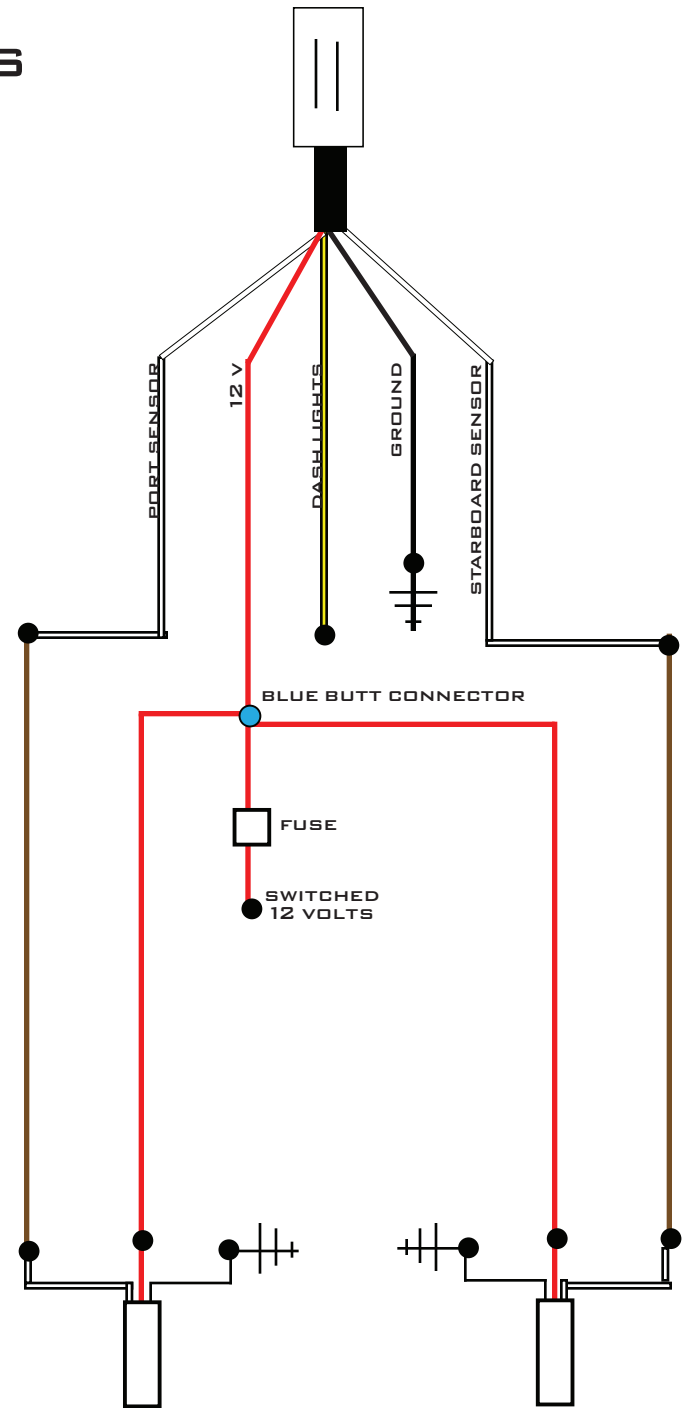 PORT SENSOR
12 V
DASH LIGHTS
GROUND
STARBOARD SENSOR
BLUE BUTT CONNECTOR
FUSE
SWITCHED
12 VOLTS